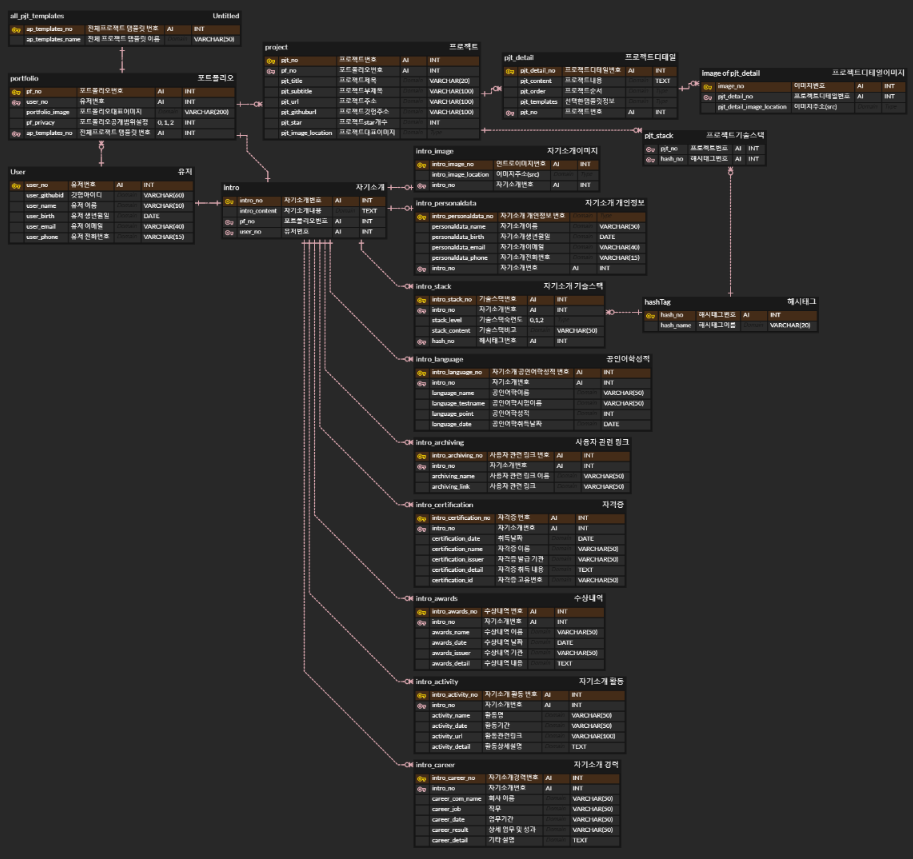 all_pjt_templates Untitled
ap_templates_no 전체프로젝트 템플릿 번호 AI INT
ap_templates_name 전체 프로젝트 템플릿 이름 VARCHAR(50)
portfolio 포트폴리오
pf_no 포트폴리오번호 AI INT
user_no 유저번호 AI INT
portfolio_image 포트폴리오대표이미지 VARCHAR(200)
pf_privacy 포트폴리오공개범위설정 0,1,2 INT
ap_templates_no 전체프로젝트 템플릿 번호 AI INT
User 유저
user_no 유저번호 AI INT
user_githubid 깃헙아이디 VARCHAR(60)
user_name 유저 이름 VARCHAR(10)
user_birth 유저 생년월일 DATE
user_email 유저 이메일 VARCHAR(40)
user_phone 유저 전화번호 VARCHAR(15)
project 프로젝트
pjt_no 프로젝트번호 AI INT
pf_no 포트폴리오번호 AI INT
pjt_title 프로젝트제목 VARCHAR(20)
pjt_subtitle 프로젝트부제목 VARCHAR(100)
pjt_url 프로젝트주소 VARCHAR(100)
pjt_githuburl 프로젝트깃헙주소 VARCHAR(100)
pjt_star 프로젝트star개수 INT
pjt_image_location 프로젝트대표이미지
pjt_detail 프로젝트디테일
pjt_detail_no 프로젝트디테일번호 AI INT
pjt_content 프로젝트내용 TEXT
pjt_order 프로젝트순서
pjt_templates 선택한템플릿정보
pjt_no 프로젝트 번호 AI INT
Image of pjt_detail 프로젝트디테일이미지
image_no 이미지번호 AI INT
pjt_detail_no 프로젝트디테일번호 AI INT
pjt_detail_image_location 이미지주소(src)
pjt_stack 프로젝트기술스택
pjt_no 프로젝트번호 AI INT
hash_no 해시태그번호 AI INT
intro 자기소개
intro_no 자기소개번호 AI INT
intro_content 자기소개내용 TEXT
pf_no 포트폴리오번호 AI INT
user_no 유저번호 AI INT
intro_image 자기소개이미지
intro_image_no 인트로이미지번호 AI INT
intro_image_location 이미지주소(src)
intro_no 자기소개번호 AI INT
intro_personaldata 자기소개 개인정보
intro_personaldata_no 자기소개 개인정보 번호 AI INT
personaldata_name 자기소개이름 VARCHAR(50)
personaldata_birth 자기소개생년월일 DATE
personaldata_email 자기소개이메일 VARCHAR(40)
personaldata_phone 자기소개전화번호 VARCHAR(15)
intro_no 자기소개번호 AI INT
intro_stack 자기소개 기술스택
intro_stack_no 기술스택번호 AI INT
intro_no 자기소개번호 AI INT
stack_level 기술스택숙련도 0,1,2
stack_content 기술스택비고 VARCHAR(50)
hash_no 해시태그번호 AI INT
hashTag 해시태그
hash_no 해시태그번호 AI INT
hash_name 해시태그이름 VARCHAR(20)
intro_language 공인어학성적
intro_language_no 자기소개 공인어학성적 번호 AI INT
intro_no 자기소개번호 AI INT
language_name 공인어학이름 VARCHAR(50)
language_testname 공인어학시험이름 VARCHAR(50)
language_point 공인어학성적 INT
language_date 공인어학취득날짜 DATE
intro_archiving 사용자 관련 링크
intro_archiving_no 사용자 관련 링크 번호 AI INT
intro_no 자기소개번호 AI INT
archiving_name 사용자 관련 링크 이름 VARCHAR(50)
archiving_link 사용자 관련 링크 VARCHAR(50)
intro_certification 자격증
intro_certification_no 자격증 번호 AI INT
intro_no 자기소개번호 AI INT
certification_date 취득날짜 DATE
certification_name 자격증 이름 VARCHAR(50)
certification_issuer 자격증 발급 기관 VARCHAR(50)
certification_detail 자격증 취득 내용 TEXT
certification_id 자격증 고유번호 VARCHAR(50)
intro_awards 수상내역
intro_awards_no 수상내역 번호 AI INT
intro_no 자기소개번호 AI INT
awards_name 수상내역 이름 VARCHAR(50)
awards_date 수상내역 날짜 DATE
awards_issuer 수상내역 기관 VARCHAR(50)
awards_detail 수상내역 내용 TEXT
intro_activity 자기소개 활동
intro_activity_no 자기소개 활동 번호 AI INT
intro_no 자기소개번호 AI INT
activity_name 활동명 VARCHAR(50)
activity_date 활동기간 VARCHAR(50)
activity_url 활동관련링크 VARCHAR(100)
activity_detail 활동상세설명 TEXT
intro_career 자기소개 경력
intro_career_no 자기소개경력번호 AI INT
intro_no 자기소개번호 AI INT
career_com_name 회사 이름 VARCHAR(50)
career_job 직무 VARCHAR(50)
career_date 업무기간 VARCHAR(50)
career_result 상세 업무 및 성과 VARCHAR(50)
career_detail 기타 설명 TEXT